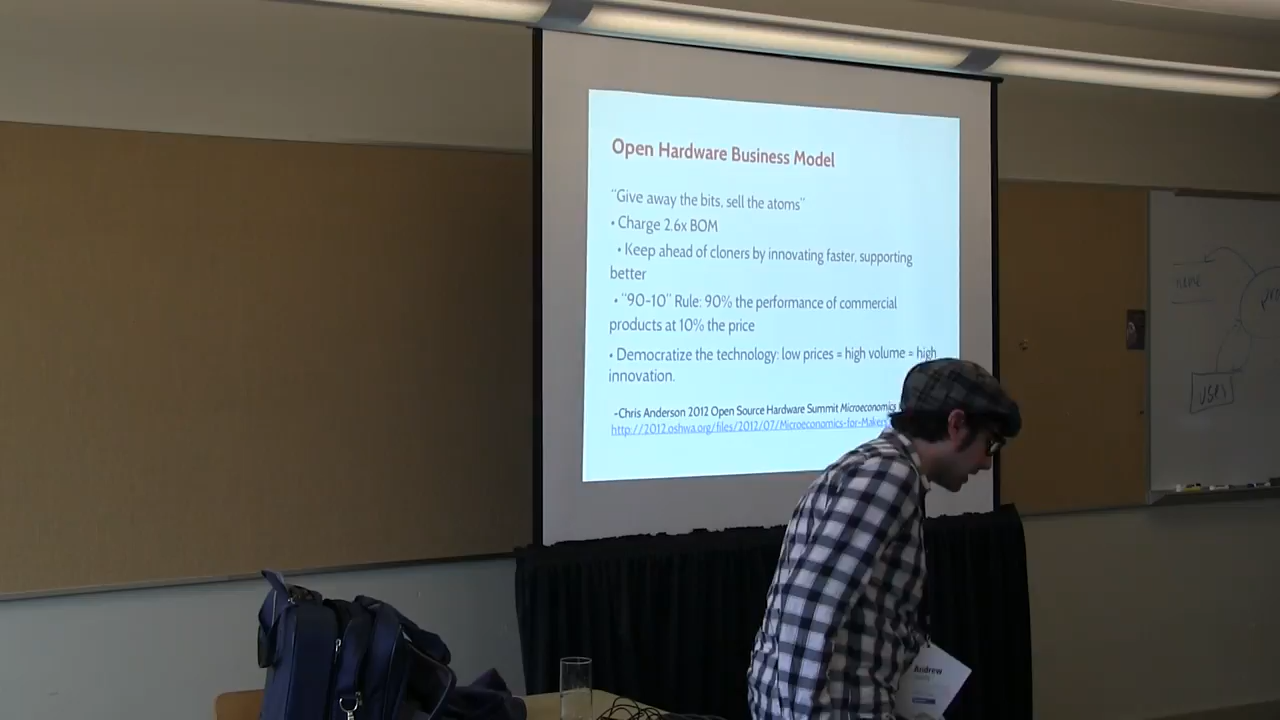 Open Hardware Business Model
“Give away the bits, sell the atoms”
• Charge 2.6x BOM
• Keep ahead of cloners by innovating faster, supporting
better
• “90-10” Rule: 90% the performance of commercial
products at 10% the price
• Democratize the technology: low prices = high volume = high
innovation.
-Chris Anderson 2012 Open Source Hardware Summit Microeconomics
http://2012.oshwa.org/files/2012/07/Microeconomics-for-Maker
USER
Andrew